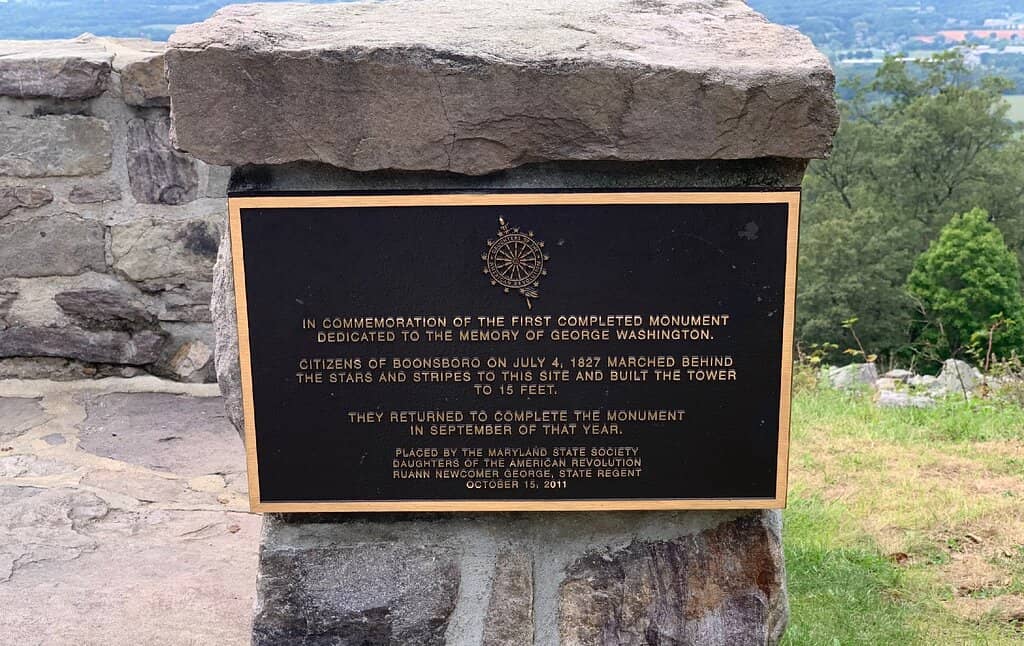 IN COMMEMORATION OF THE FIRST COMPLETED MONUMENT
DEDICATED TO THE MEMORY OF GEORGE WASHINGTON.
CITIZENS OF BOONSBORO ON JULY 4, 1827 MARCHED BEHIND
THE STARS AND STRIPES TO THIS SITE AND BUILT THE TOWER
TO 15 FEET.
THEY RETURNED TO COMPLETE THE MONUMENT
IN SEPTEMBER OF THAT YEAR.
PLACED BY THE MARYLAND STATE SOCIETY
DAUGHTERS OF THE AMERICAN REVOLUTION
RUANN NEWCOMER GEORGE, STATE REGENT
OCTOBER 15, 2011